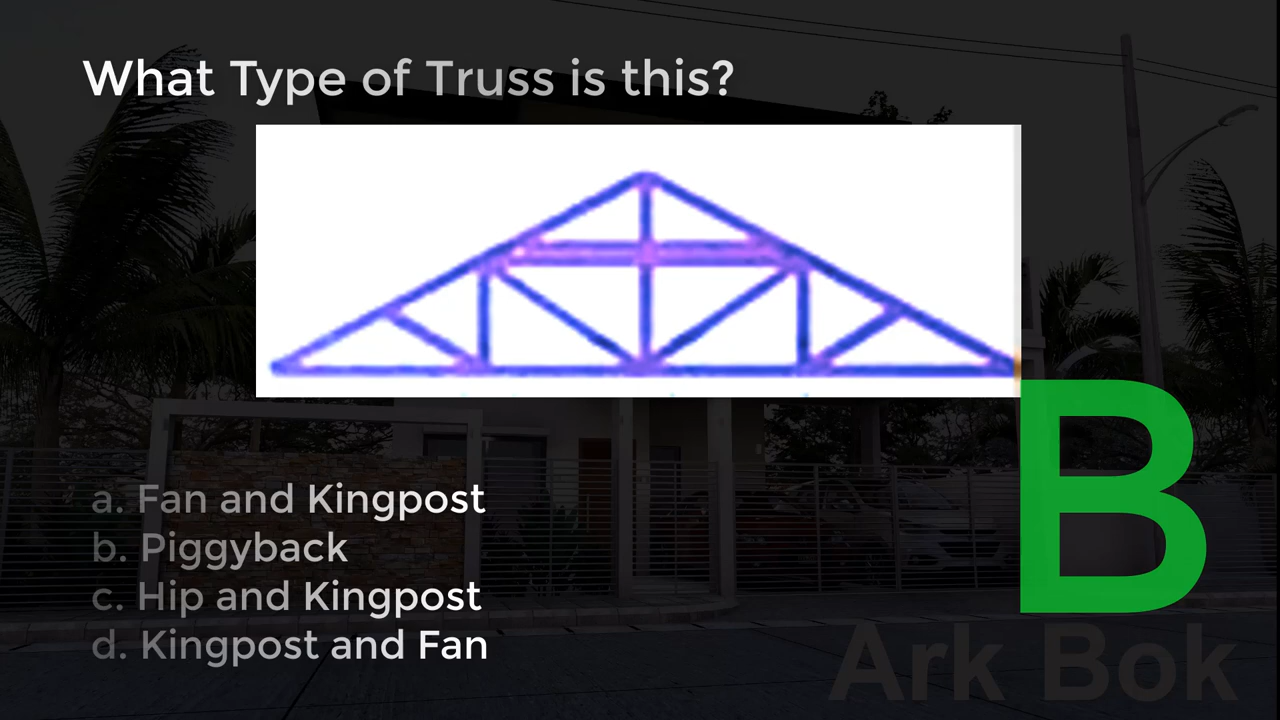 What Type of Truss is this?
B
a. Fan and Kingpost
b. Piggyback
c. Hip and Kingpost
d. Kingpost and Fan
Ark Bok